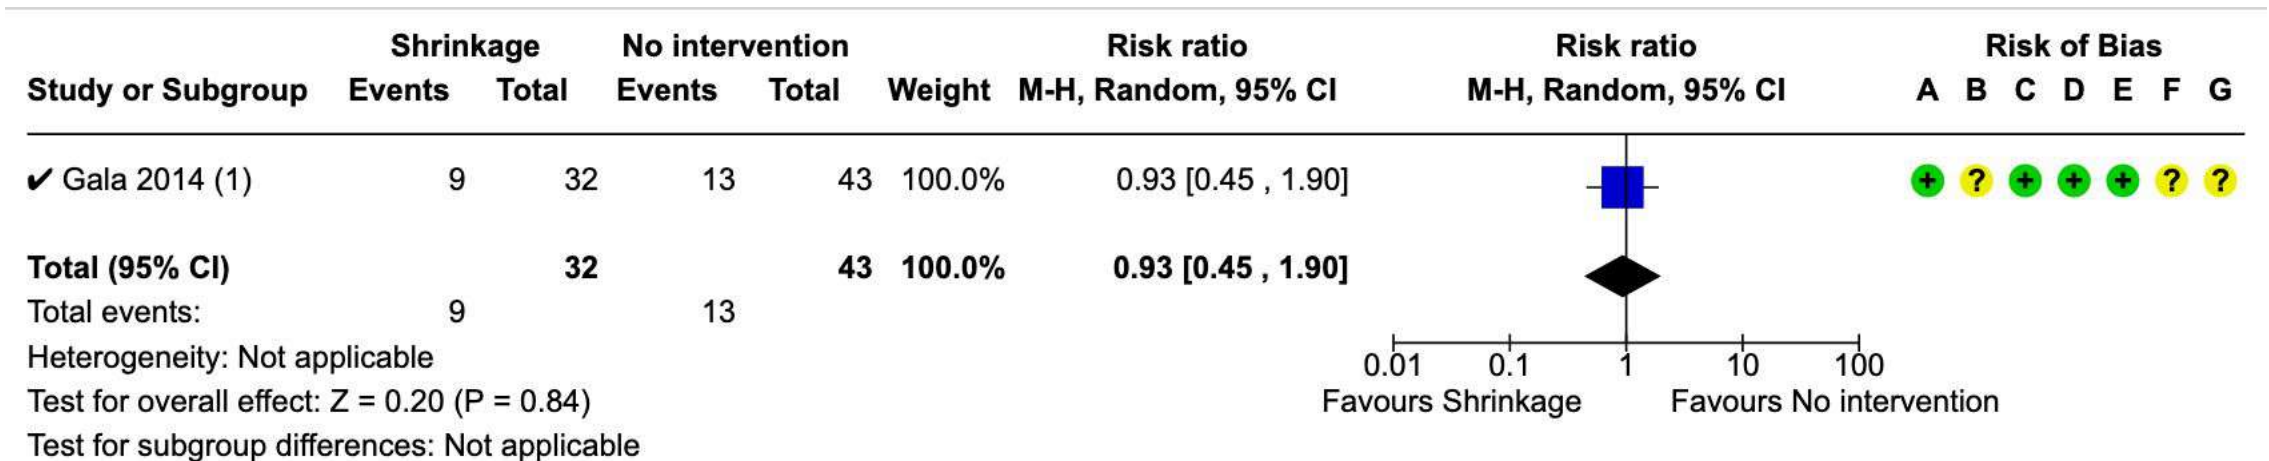 Shrinkage No intervention Risk ratio Risk ratio Risk of Bias
Study or Subgroup Events Total Events Total Weight M-H, Random, 95% CI M-H, Random, 95% CI A B C D E F G
✔ Gala 2014 (1) 9 32 13 43 100.0% 0.93 [0.45 , 1.90] + ? + + + ? ?
Total (95% CI) 32 43 100.0% 0.93 [0.45 , 1.90]
Total events: 9 13
Heterogeneity: Not applicable
0.01 0.1 1 10 100
Test for overall effect: Z = 0.20 (P = 0.84) Favours Shrinkage Favours No intervention
Test for subgroup differences: Not applicable